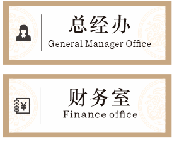 总经办
General Manager Office
财务室
Finance office